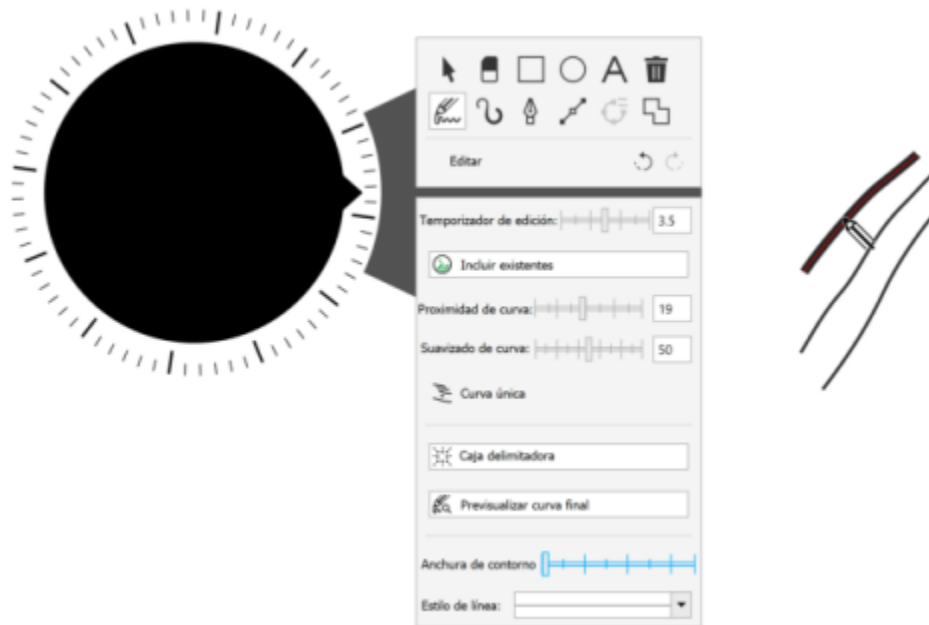 A
Editar
Temporizador de edición: 3.5
Incluir existentes
Proximidad de curva: 19
Suavizado de curva: 50
Curva única
Caja delimitadora
Previsualizar curva final
Anchura de contorno
Estilo de línea: